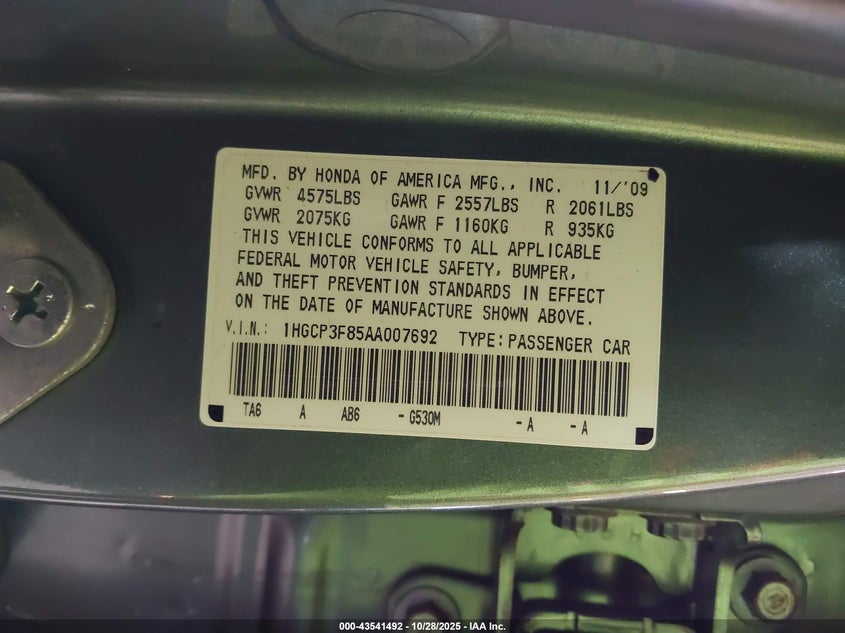 MFD. BY HONDA OF AMERICA MFG., INC. 11/'09
GVWR 4575LBS GAWR F 2557LBS R 2061LBS
GVWR 2075KG GAWR F 1160KG R 935KG
THIS VEHICLE CONFORMS TO ALL APPLICABLE
FEDERAL MOTOR VEHICLE SAFETY, BUMPER,
AND THEFT PREVENTION STANDARDS IN EFFECT
ON THE DATE OF MANUFACTURE SHOWN ABOVE.
V.I.N.: 1HGCP3F85AA007692 TYPE:PASSENGER CAR
TA6 A AB6 -G530M -A -A
000-43541492 - 10/28/2025 - IAA Inc.